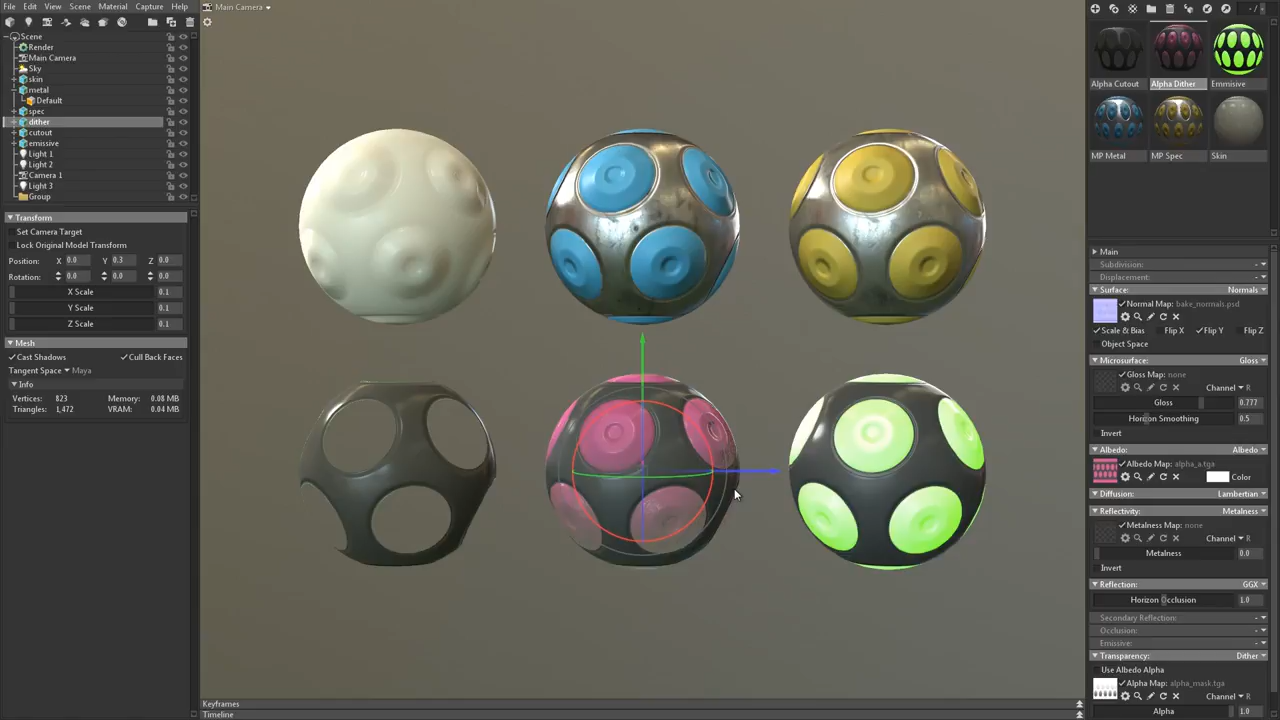 File Edit View Scene Material Capture Help
Main Camera
Scene
Render
Main Camera
Sky
skin
metal
Default
spec
dither
cutout
emissive
Light 1
Light 2
Camera 1
Light 3
Group
Transform
Set Camera Target
Lock Original Model Transform
Position: X 0.0 Y 0.3 Z 0.0
Rotation: 0.0 0.0 0.0
X Scale 0.1
Y Scale 0.1
Z Scale 0.1
Mesh
Cast Shadows Cull Back Faces
Tangent Space Maya
Info
Vertices: 823 Memory: 0.08 MB
Triangles: 1,472 VRAM: 0.04 MB
Keyframes
Timeline
Alpha Cutout Alpha Dither Emmisive
MP Metal MP Spec Skin
Main
Subdivision: -
Displacement: -
Surface: Normals
Normal Map: bake_normals.psd
Scale & Bias Flip X Flip Y Flip Z
Object Space
Microsurface: Gloss
Gloss Map: none
Channel R
Gloss 0.777
Horizon Smoothing 0.5
Invert
Albedo: Albedo
Albedo Map: alpha_a.tga
Color
Diffusion: Lambertian
Reflectivity: Metalness
Metalness Map: none
Channel R
Metalness 0.0
Invert
Reflection: GGX
Horizon Occlusion 1.0
Secondary Reflection: -
Occlusion: -
Emissive: -
Transparency: Dither
Use Albedo Alpha
Alpha Map: alpha_mask.tga
Channel R
Alpha 1.0